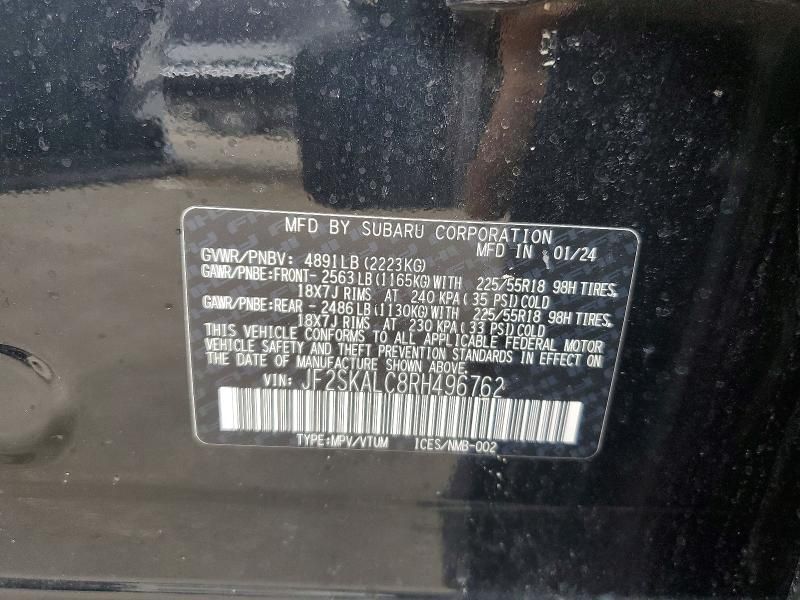 MFD BY SUBARU CORPORATION
MFD IN 01/24
GVWR/PNBV: 4891LB (2223KG)
GAWR/PNBE:FRONT- 2563LB (1165KG) WITH 225/55R18 98H TIRES,
18X7J RIMS AT 240 KPA (35 PSI) COLD
GAWR/PNBE:REAR - 2486LB (1130KG) WITH 225/55R18 98H TIRES,
18X7J RIMS AT 230 KPA (33 PSI) COLD
THIS VEHICLE CONFORMS TO ALL APPLICABLE FEDERAL MOTOR
VEHICLE SAFETY AND THEFT PREVENTION STANDARDS IN EFFECT ON
THE DATE OF MANUFACTURE SHOWN ABOVE.
VIN: JF2SKALC8RH496762
TYPE:MPV/VTUM ICES/NMB-002